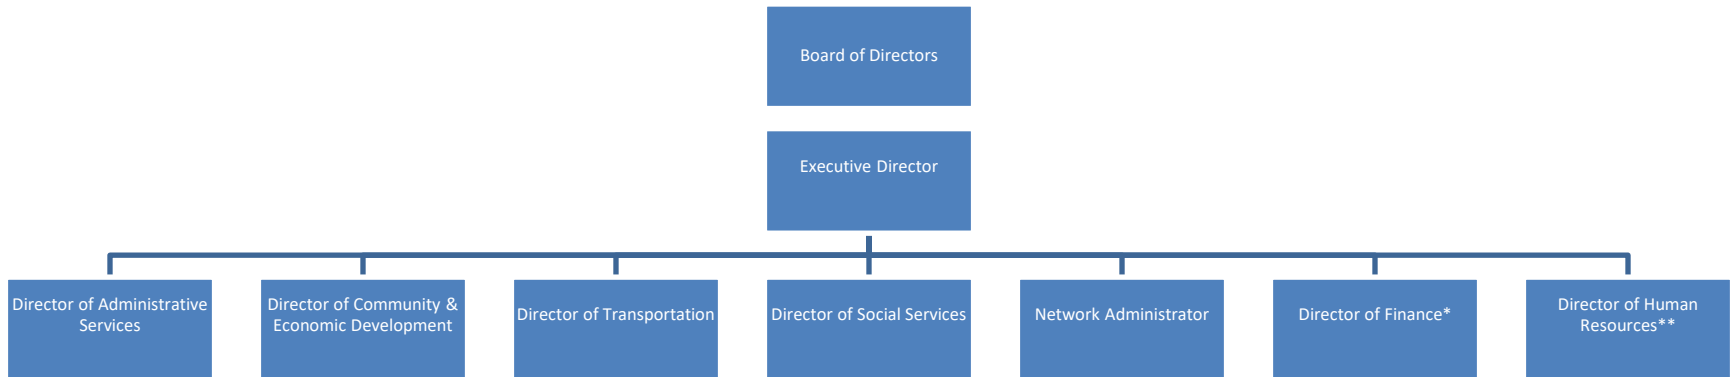 Board of Directors
Executive Director
Director of Administrative
Services
Director of Community &
Economic Development
Director of Transportation
Director of Social Services
Network Administrator
Director of Finance*
Director of Human
Resources**